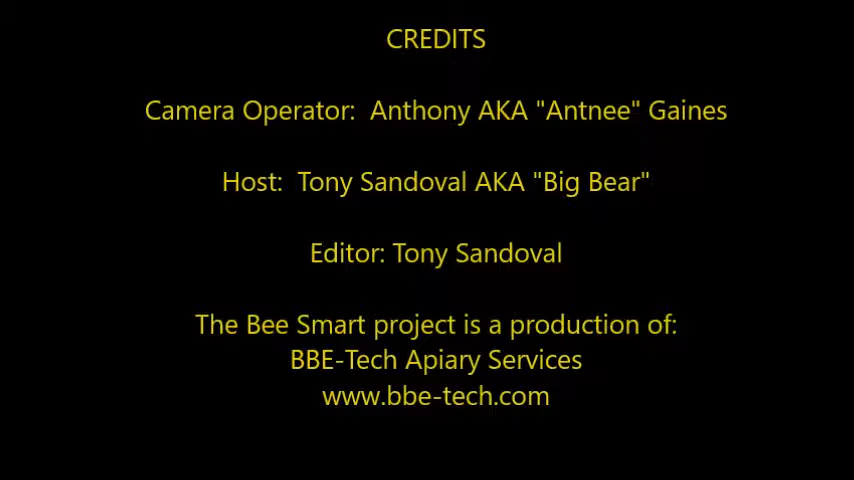 CREDITS
Camera Operator:  Anthony AKA "Antnee" Gaines
Host:  Tony Sandoval AKA "Big Bear"
Editor: Tony Sandoval
The Bee Smart project is a production of:
BBE-Tech Apiary Services
www.bbe-tech.com